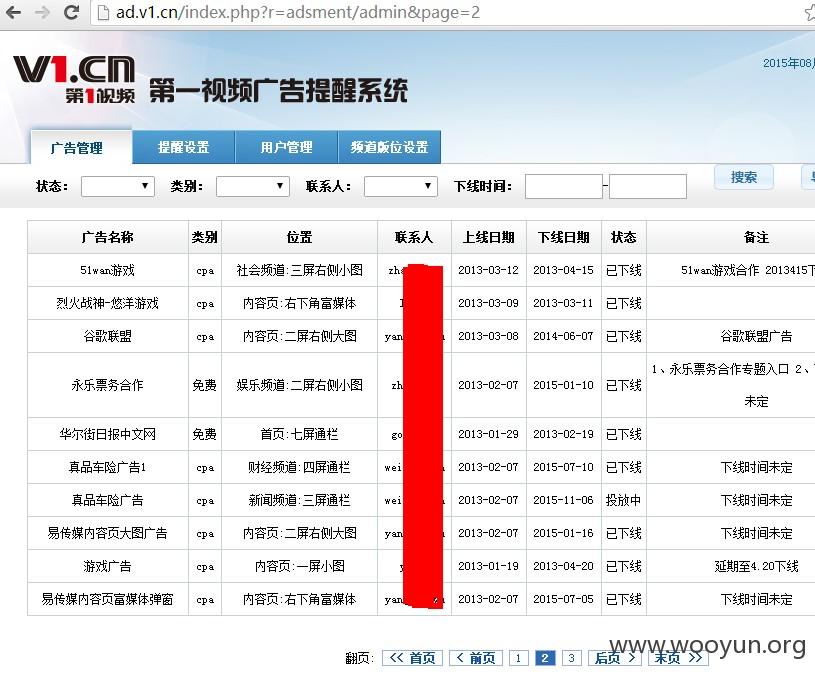 ad.v1.cn/index.php?r=adsment/admin&page=2
V1.CN
第1视频 第一视频广告提醒系统
2015年08
广告管理 提醒设置 用户管理 频道版位设置
状态: 类别: 联系人: 下线时间: - 搜索
广告名称 类别 位置 联系人 上线日期 下线日期 状态 备注
51wan游戏 cpa 社会频道:三屏右侧小图 zh 2013-03-12 2013-04-15 已下线 51wan游戏合作 2013415下
烈火战神-悠洋游戏 cpa 内容页:右下角富媒体 2013-03-09 2013-03-11 已下线
谷歌联盟 cpa 内容页:二屏右侧大图 yan 2013-03-08 2014-06-07 已下线 谷歌联盟广告
永乐票务合作 免费 娱乐频道:二屏右侧小图 zh 2013-02-07 2015-01-10 已下线 1、永乐票务合作专题入口 2、
未定
华尔街日报中文网 免费 首页:七屏通栏 go 2013-01-29 2013-02-19 已下线
真品车险广告1 cpa 财经频道:四屏通栏 wei 2013-02-07 2015-07-10 已下线 下线时间未定
真品车险广告 cpa 新闻频道:三屏通栏 wei 2013-02-07 2015-11-06 投放中 下线时间未定
易传媒内容页大图广告 cpa 内容页:二屏右侧大图 yan 2013-02-07 2015-01-16 已下线 下线时间未定
游戏广告 cpa 内容页:一屏小图 y 2013-01-19 2013-04-20 已下线 延期至4.20下线
易传媒内容页富媒体弹窗 cpa 内容页:右下角富媒体 yan 2013-02-07 2015-07-05 已下线 下线时间未定
翻页: << 首页 < 前页 1 2 3 后页 > 末页 >>
www.wooyun.org